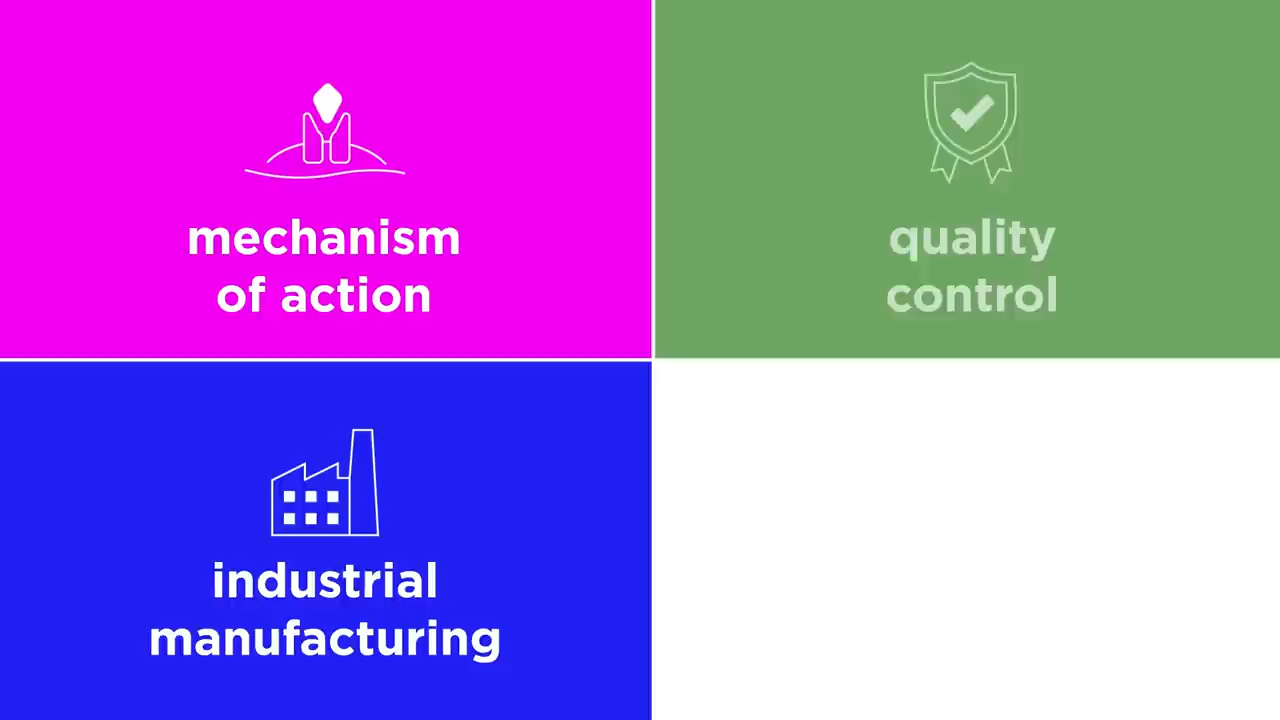 mechanism
of action
quality
control
industrial
manufacturing